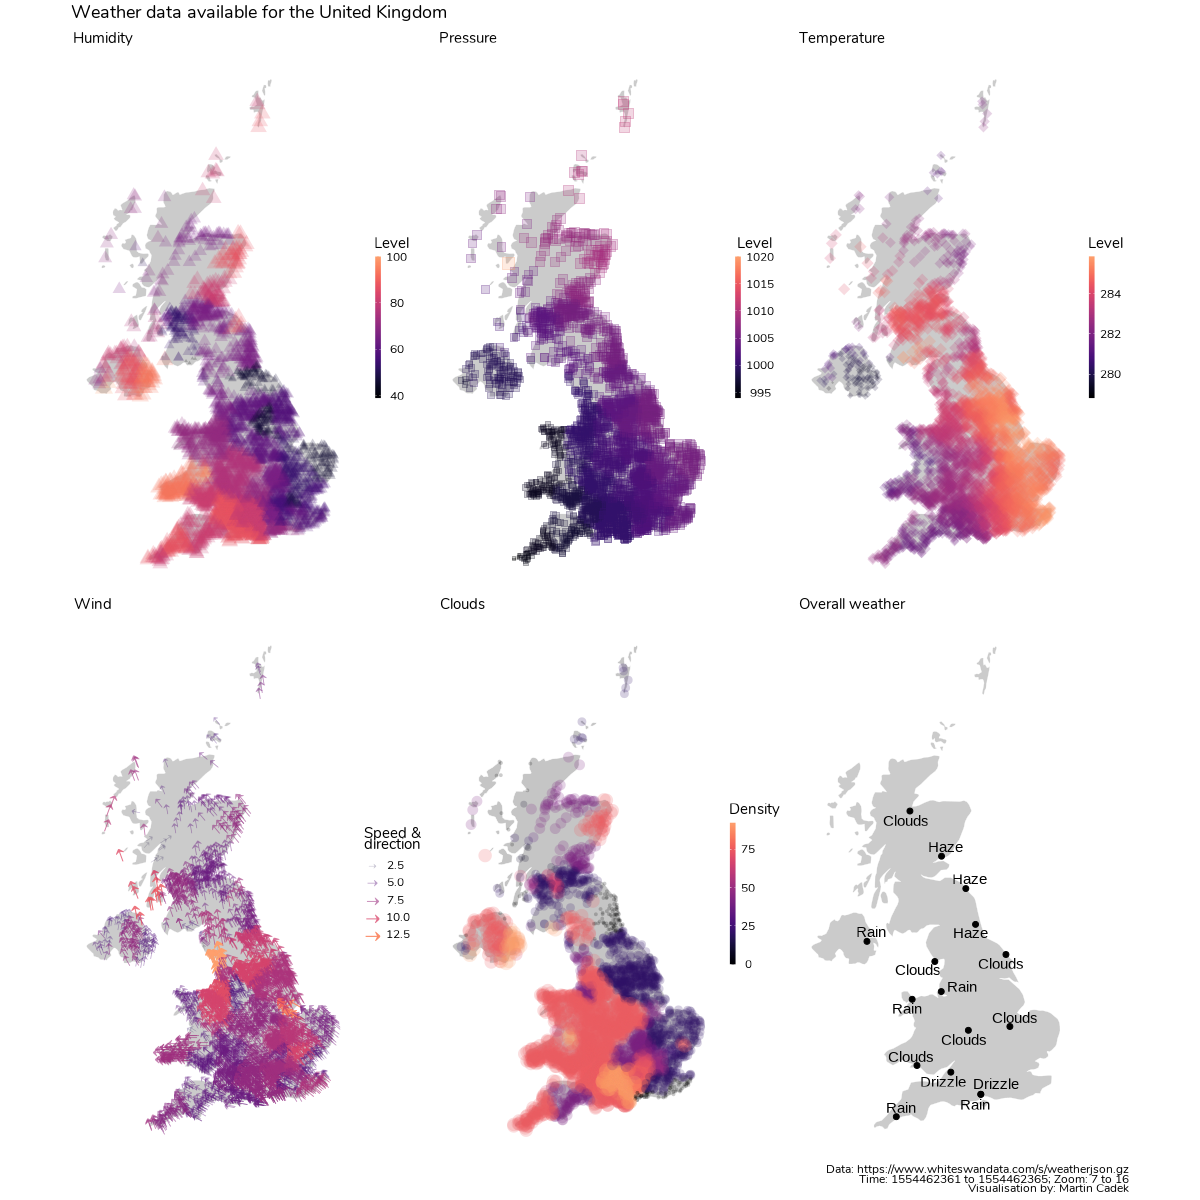 Weather data available for the United Kingdom
Humidity
Level
100
80
60
40
Pressure
Level
1020
1015
1010
1005
1000
995
Temperature
Level
284
282
280
Wind
Speed &
direction
2.5
5.0
7.5
10.0
12.5
Clouds
Density
75
50
25
0
Overall weather
Clouds
Haze
Haze
Rain
Haze
Clouds
Clouds
Rain
Rain
Clouds
Clouds
Clouds
Drizzle
Drizzle
Rain
Rain
Data: https://www.whiteswandata.com/s/weatherjson.gz
Time: 1554462361 to 1554462365; Zoom: 7 to 16
Visualisation by: Martin Cadek